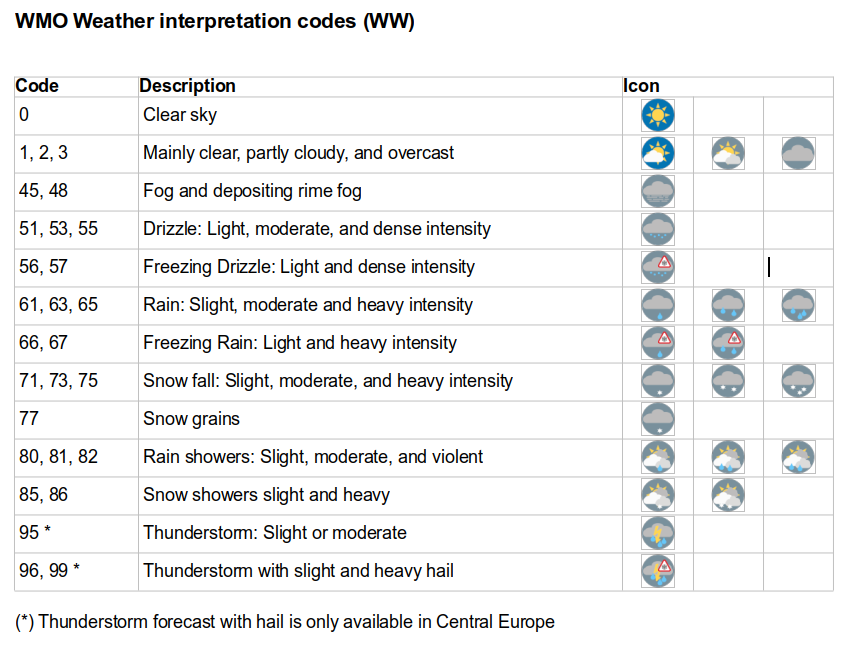 WMO Weather interpretation codes (WW)
Code Description Icon
0 Clear sky
1, 2, 3 Mainly clear, partly cloudy, and overcast
45, 48 Fog and depositing rime fog
51, 53, 55 Drizzle: Light, moderate, and dense intensity
56, 57 Freezing Drizzle: Light and dense intensity
61, 63, 65 Rain: Slight, moderate and heavy intensity
66, 67 Freezing Rain: Light and heavy intensity
71, 73, 75 Snow fall: Slight, moderate, and heavy intensity
77 Snow grains
80, 81, 82 Rain showers: Slight, moderate, and violent
85, 86 Snow showers slight and heavy
95 * Thunderstorm: Slight or moderate
96, 99 * Thunderstorm with slight and heavy hail
(*) Thunderstorm forecast with hail is only available in Central Europe